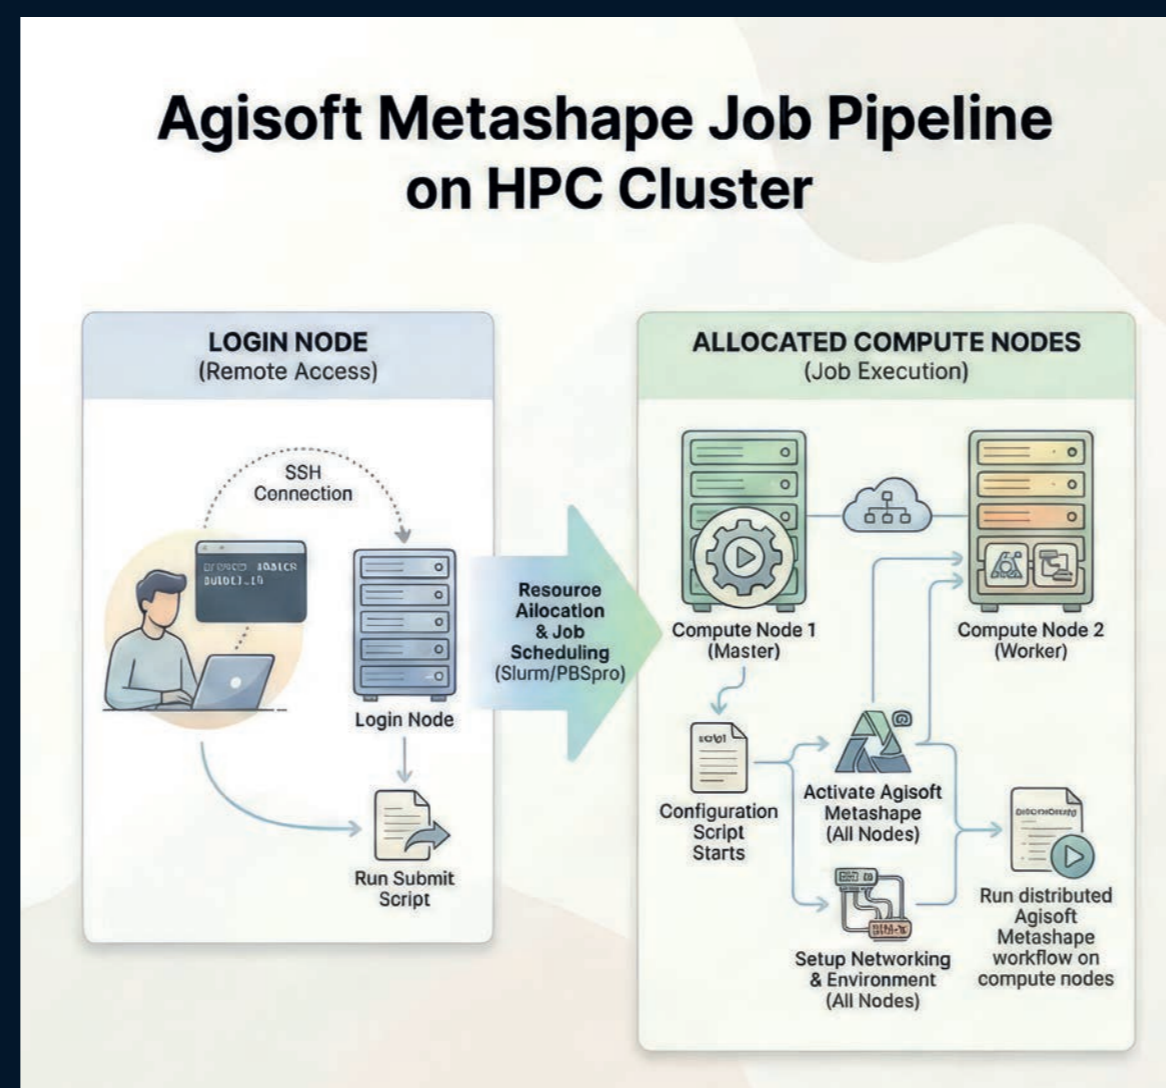 Agisoft Metashape Job Pipeline
on HPC Cluster
LOGIN NODE
(Remote Access)
SSH
Connection
Login Node
Run Submit
Script
Resource
Allocation
& Job
Scheduling
(Slurm/PBSpro)
ALLOCATED COMPUTE NODES
(Job Execution)
Compute Node 1
(Master)
Compute Node 2
(Worker)
Configuration
Script
Starts
Activate Agisoft
Metashape
(All Nodes)
Setup Networking
& Environment
(All Nodes)
Run distributed
Agisoft
Metashape
workflow on
compute nodes